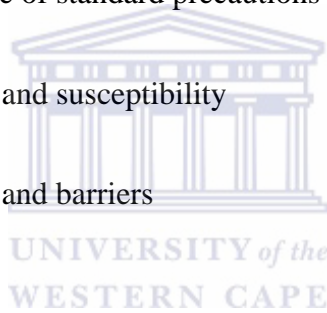 e of standard precautions
and susceptibility
and barriers
UNIVERSITY of the
WESTERN CAPE